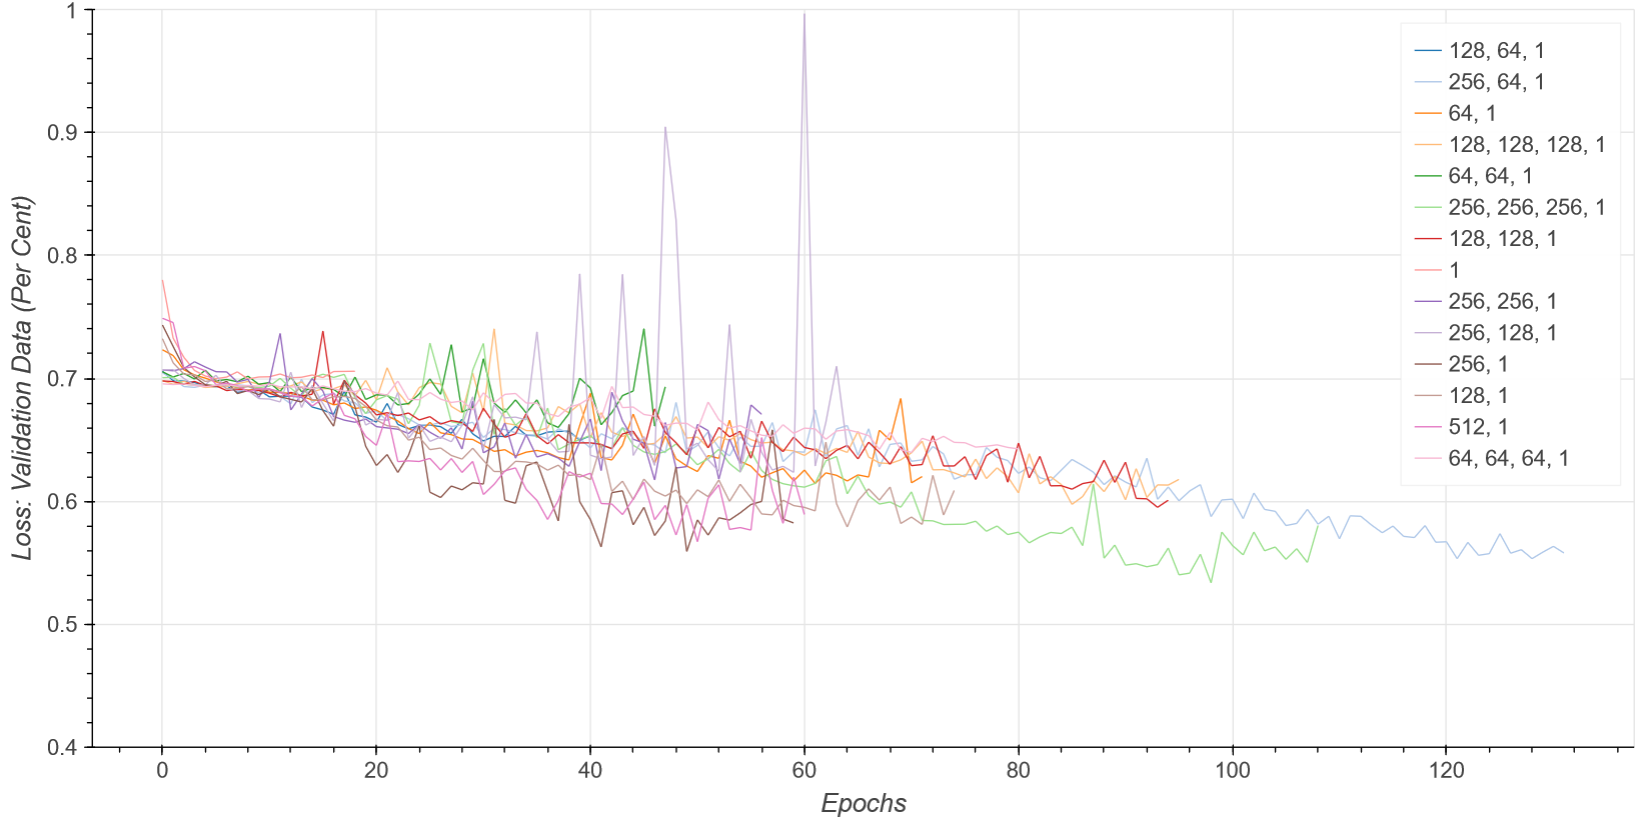 1
0.9
0.8
0.7
0.6
0.5
0.4
Loss: Validation Data (Per Cent)
0 20 40 60 80 100 120
Epochs
128, 64, 1
256, 64, 1
64, 1
128, 128, 128, 1
64, 64, 1
256, 256, 256, 1
128, 128, 1
1
256, 256, 1
256, 128, 1
256, 1
128, 1
512, 1
64, 64, 64, 1